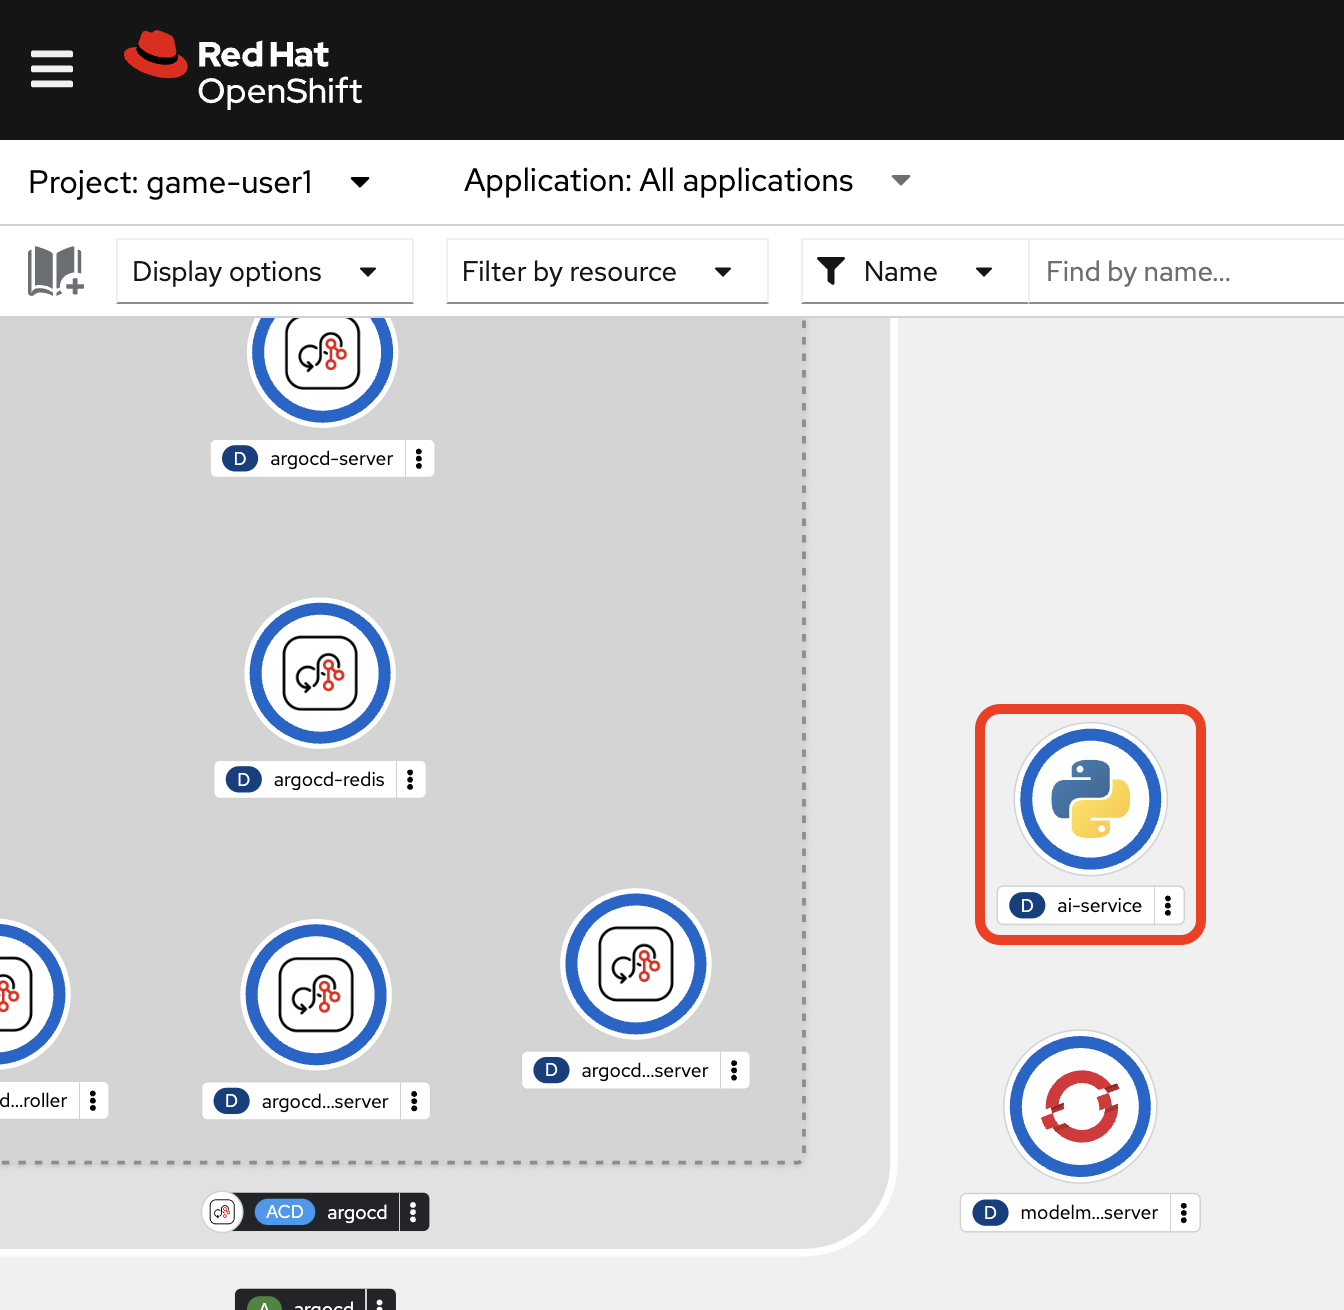 Red Hat
OpenShift
Project: game-user1
Application: All applications
Display options
Filter by resource
Name
Find by name...
D argocd-server
D argocd-redis
D ai-service
d...roller
D argocd...server
D argocd...server
ACD argocd
D modelm...server
A argocd